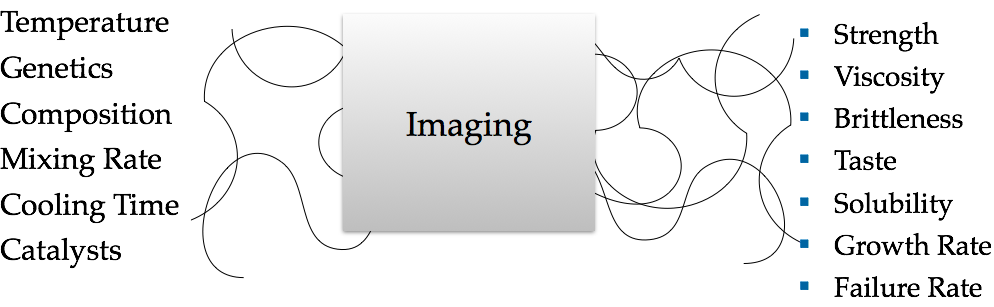 Temperature
Genetics
Composition
Mixing Rate
Cooling Time
Catalysts
Imaging
Strength
Viscosity
Brittleness
Taste
Solubility
Growth Rate
Failure Rate